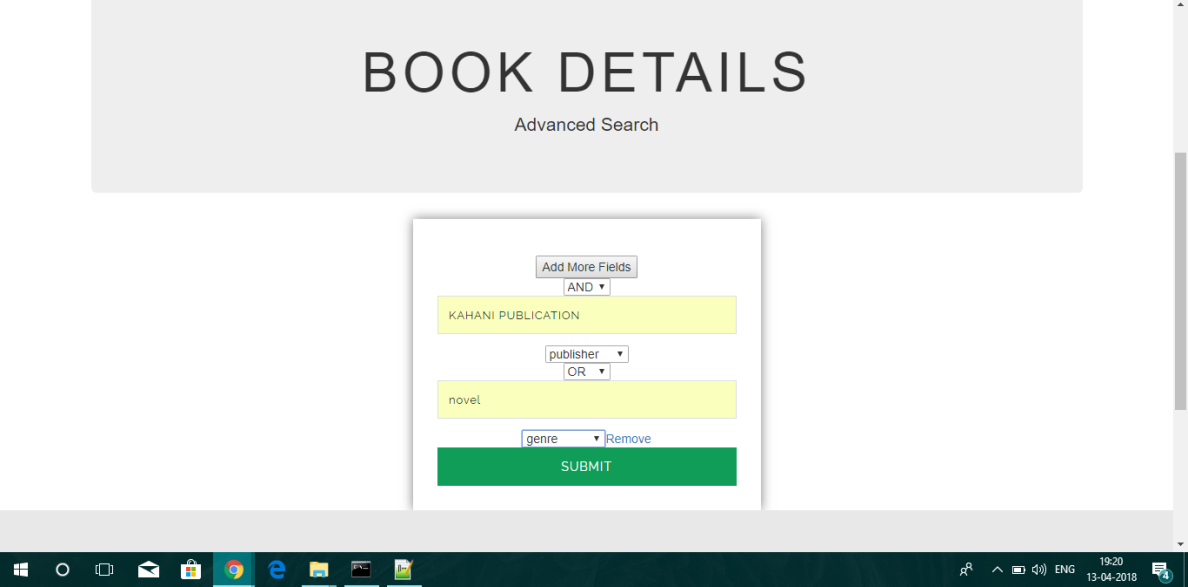 BOOK DETAILS
Advanced Search
Add More Fields
AND
KAHANI PUBLICATION
publisher
OR
novel
genre Remove
SUBMIT
ENG
19:20
13-04-2018
4